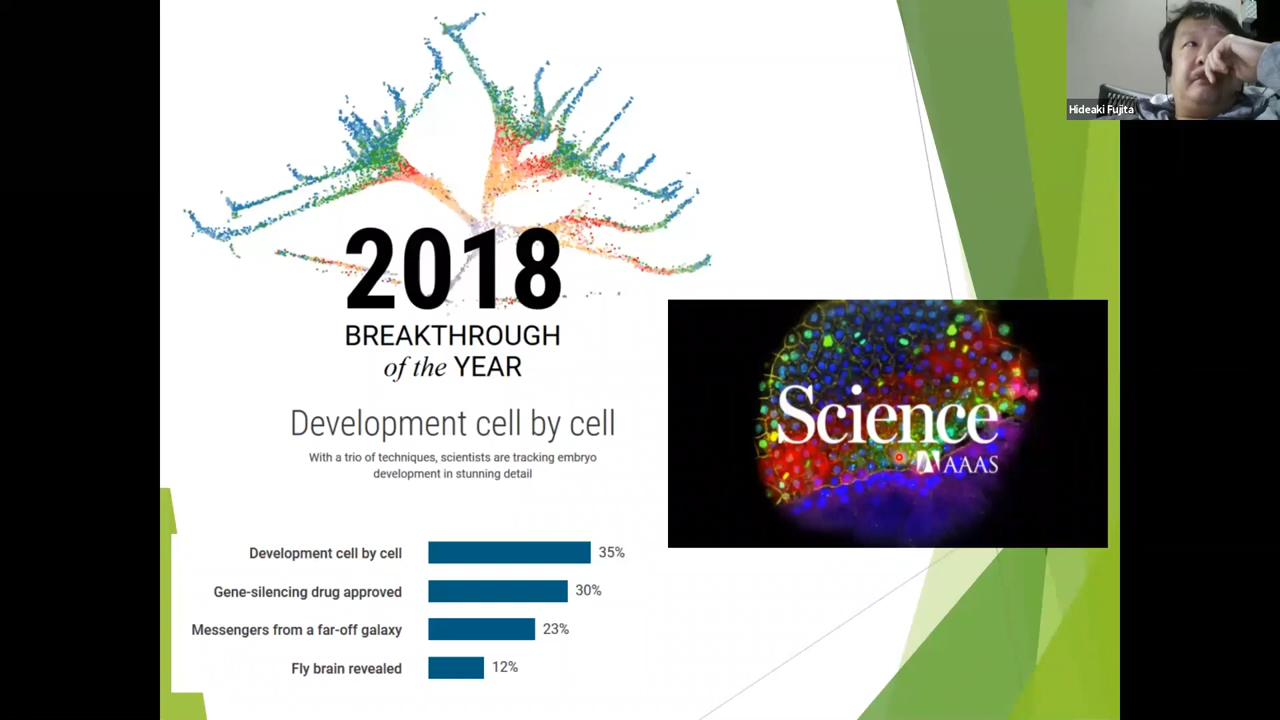 2018
BREAKTHROUGH
of the YEAR
Development cell by cell
With a trio of techniques, scientists are tracking embryo
development in stunning detail
Development cell by cell 35%
Gene-silencing drug approved 30%
Messengers from a far-off galaxy 23%
Fly brain revealed 12%
Science
AAAS
Hideaki Fujita